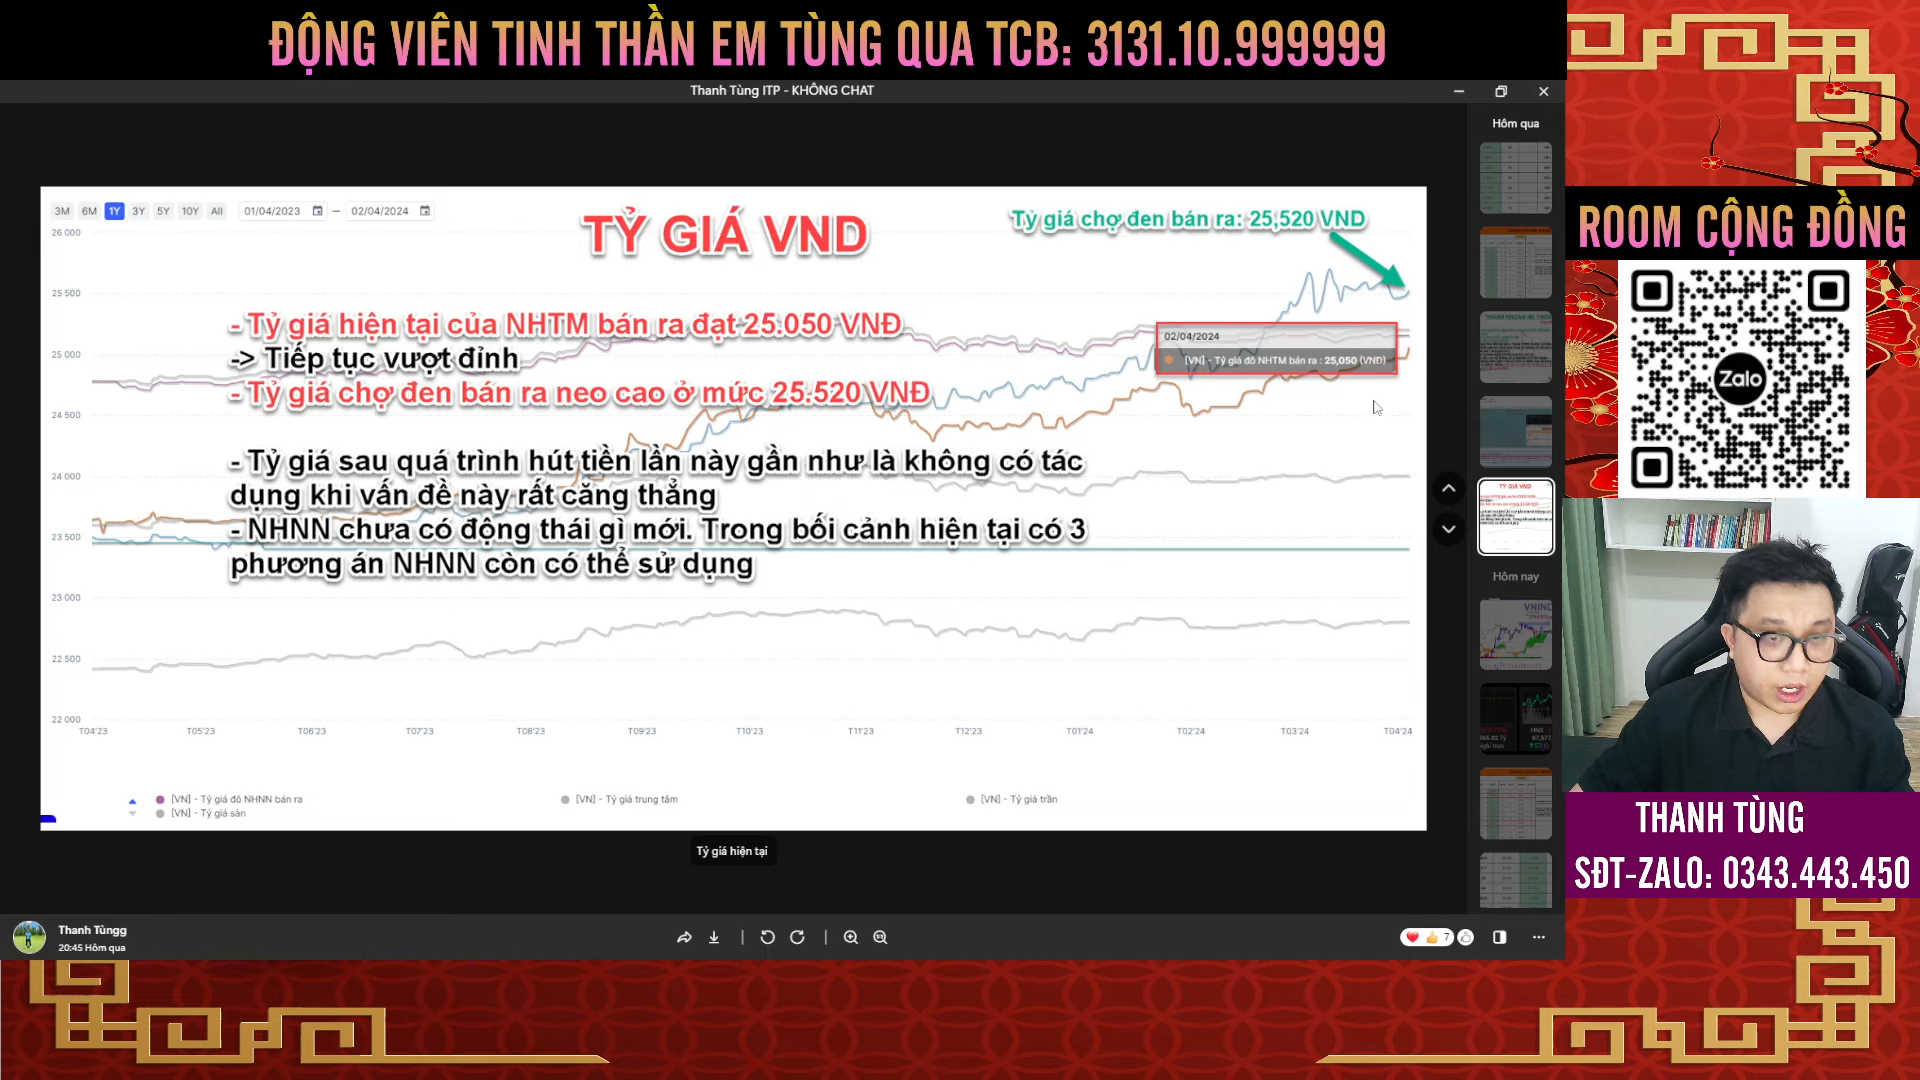 ĐỘNG VIÊN TINH THẦN EM TÙNG QUA TCB: 3131.10.999999
Thanh Tùng ITP - KHÔNG CHAT
Hôm qua
3M 6M 1Y 3Y 5Y 10Y All 01/04/2023 – 02/04/2024
TỶ GIÁ VND
Tỷ giá chợ đen bán ra: 25,520 VND
26 000
25 500
25 000
24 500
24 000
23 500
23 000
22 500
22 000
- Tỷ giá hiện tại của NHTM bán ra đạt 25.050 VNĐ
-> Tiếp tục vượt đỉnh
- Tỷ giá chợ đen bán ra neo cao ở mức 25.520 VNĐ
02/04/2024
[VN] - Tỷ giá đô NHTM bán ra : 25,050 (VND)
- Tỷ giá sau quá trình hút tiền lần này gần như là không có tác
dụng khi vấn đề này rất căng thẳng
- NHNN chưa có động thái gì mới. Trong bối cảnh hiện tại có 3
phương án NHNN còn có thể sử dụng
T04'23 T05'23 T06'23 T07'23 T08'23 T09'23 T10'23 T11'23 T12'23 T01'24 T02'24 T03'24 T04'24
[VN] - Tỷ giá đô NHNN bán ra
[VN] - Tỷ giá trung tâm
[VN] - Tỷ giá trần
[VN] - Tỷ giá sàn
Tỷ giá hiện tại
TỶ GIÁ VND
Hôm nay
VNIND
Thanh Tùngg
20:45 Hôm qua
7
ROOM CỘNG ĐỒNG
Zalo
THANH TÙNG
SĐT-ZALO: 0343.443.450